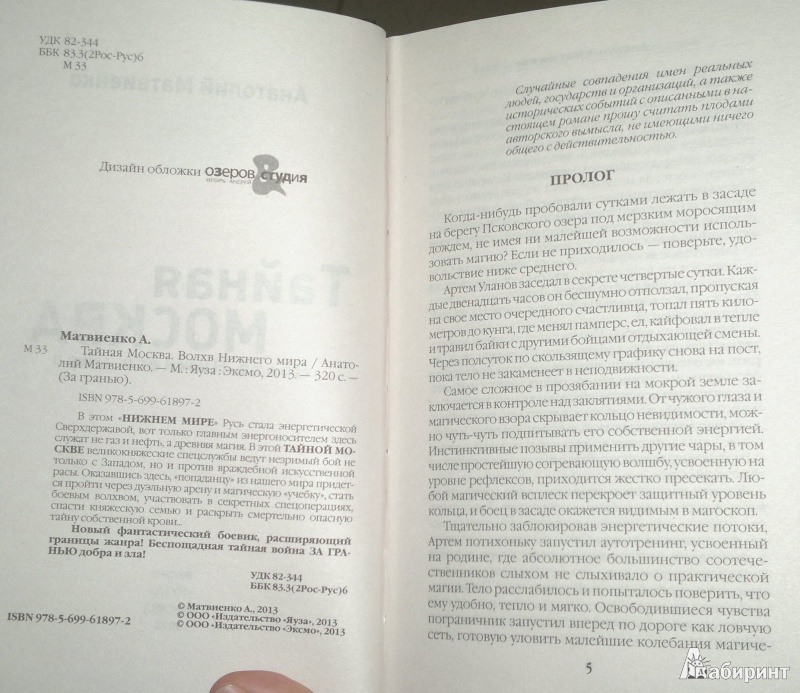 УДК 82-344
ББК 83.3(2Рос-Рус)6
М 33
Анатолий Матвиенко
Дизайн обложки ОЗЕРОВ СТУДИЯ
ИГОРЬ АНДРЕЙ
Тайная
МОСКВА
Матвиенко А.
М 33 Тайная Москва. Волхв Нижнего мира / Анато-
лий Матвиенко. — М. : Яуза : Эксмо, 2013. — 320 с. —
(За гранью).
ISBN 978-5-699-61897-2
В этом «НИЖНЕМ МИРЕ» Русь стала энергетической
Сверхдержавой, вот только главным энергоносителем здесь
служат не газ и нефть, а древняя магия. В этой ТАЙНОЙ МО-
СКВЕ великокняжеские спецслужбы ведут незримый бой не
только с Западом, но и против враждебной искусственной
расы. Оказавшись здесь, «попаданцу» из нашего мира придет-
ся пройти через дуэльную арену и магическую «учебку», стать
боевым волхвом, участвовать в секретных спецоперациях,
спасти княжескую семью и раскрыть смертельно опасную
тайну собственной крови..
Новый фантастический боевик, расширяющий
границы жанра! Беспощадная тайная война ЗА ГРА-
НЬЮ добра и зла!
УДК 82-344
ББК 83.3(2Рос-Рус)6
© Матвиенко А., 2013
© ООО «Издательство «Яуза», 2013
ISBN 978-5-699-61897-2 © ООО «Издательство «Эксмо», 2013
Случайные совпадения имен реальных
людей, государств и организаций, а также
исторических событий с описанными в на-
стоящем романе прошу считать плодами
авторского вымысла, не имеющими ничего
общего с действительностью.
ПРОЛОГ
Когда-нибудь пробовали сутками лежать в засаде
на берегу Псковского озера под мерзким моросящим
дождем, не имея ни малейшей возможности исполь-
зовать магию? Если не приходилось — поверьте, удо-
вольствие ниже среднего.
Артем Уланов заседал в секрете четвертые сутки. Каж-
дые двенадцать часов он бесшумно отползал, пропуская
на свое место очередного счастливца, топал пять кило-
метров до кунга, где менял памперс, ел, кайфовал в тепле
и травил байки с другими бойцами отдыхающей смены.
Через полсуток по скользящему графику снова на пост,
пока тело не закаменеет в неподвижности.
Самое сложное в прозябании на мокрой земле за-
ключается в контроле над заклятиями. От чужого глаза и
магического взора скрывает кольцо невидимости, мож-
но чуть-чуть подпитывать его собственной энергией.
Инстинктивные позывы применить другие чары, в том
числе простейшую согревающую волшбу, усвоенную на
уровне рефлексов, приходится жестко пресекать. Лю-
бой магический всплеск перекроет защитный уровень
кольца, и боец в засаде окажется видимым в магоскоп.
Тщательно заблокировав энергетические потоки,
Артем потихоньку запустил аутотренинг, усвоенный
на родине, где абсолютное большинство соотече-
ственников слыхом не слыхивало о практической
магии. Тело расслабилось и попыталось поверить, что
ему удобно, тепло и мягко. Освободившиеся чувства
пограничник запустил вперед по дороге как ловчую
сеть, готовую уловить малейшие колебания магиче-
5
Лабиринт